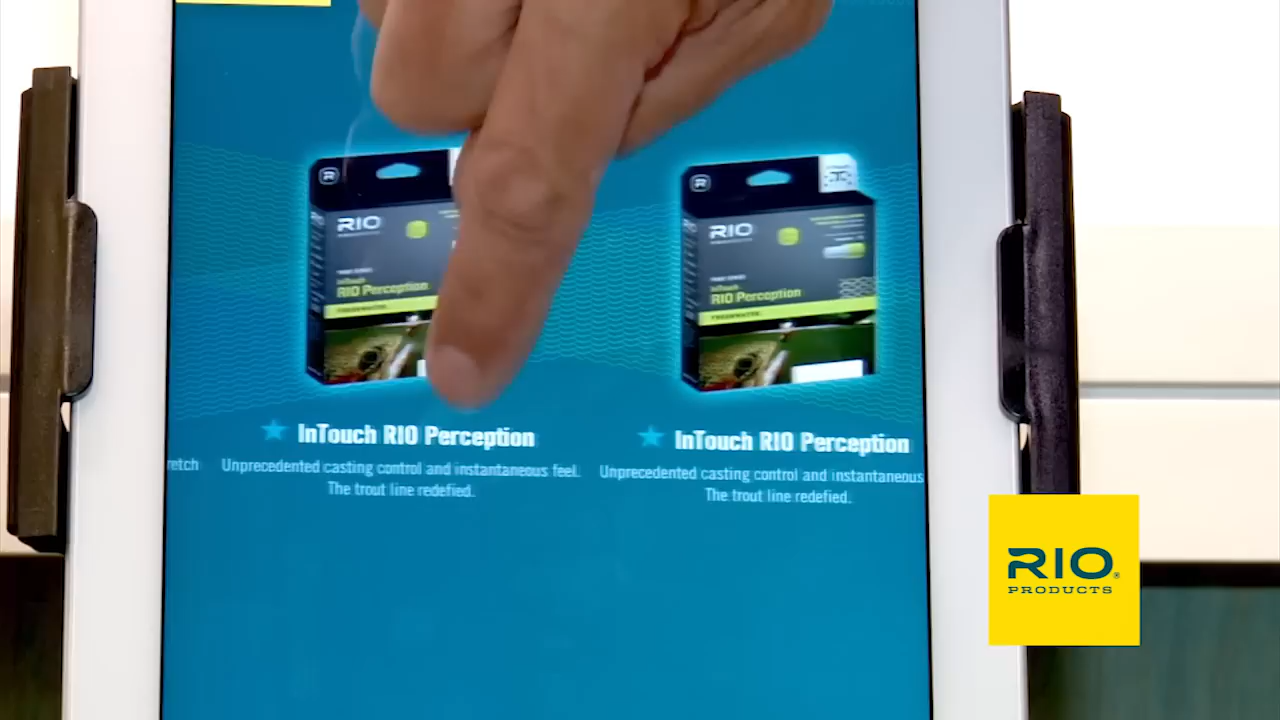 RIO
InTouch
RIO Perception
RIO
InTouch
RIO Perception
InTouch RIO Perception
retch
Unprecedented casting control and instantaneous feel.
The trout line redefied.
InTouch RIO Perception
Unprecedented casting control and instantaneous
The trout line redefied.
RIO
PRODUCTS